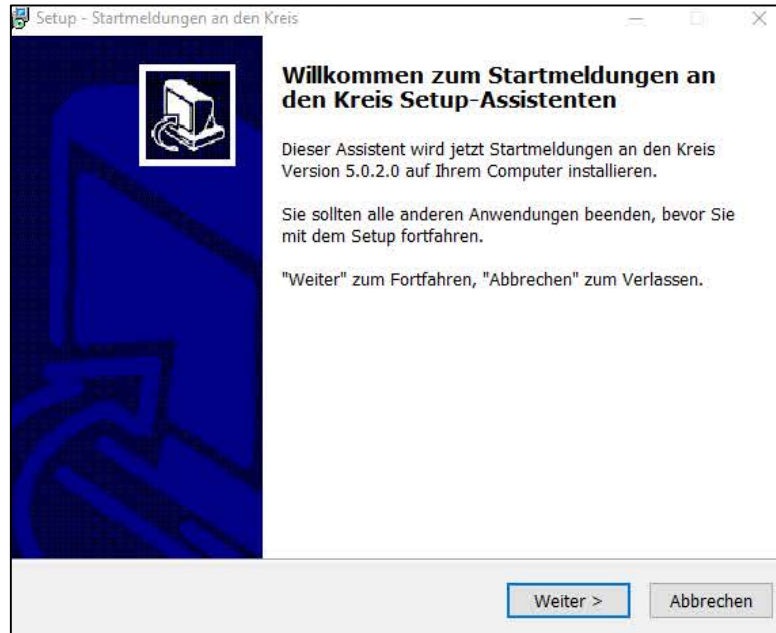 Setup - Startmeldungen an den Kreis
Willkommen zum Startmeldungen an
den Kreis Setup-Assistenten
Dieser Assistent wird jetzt Startmeldungen an den Kreis
Version 5.0.2.0 auf Ihrem Computer installieren.
Sie sollten alle anderen Anwendungen beenden, bevor Sie
mit dem Setup fortfahren.
"Weiter" zum Fortfahren, "Abbrechen" zum Verlassen.
Weiter >
Abbrechen